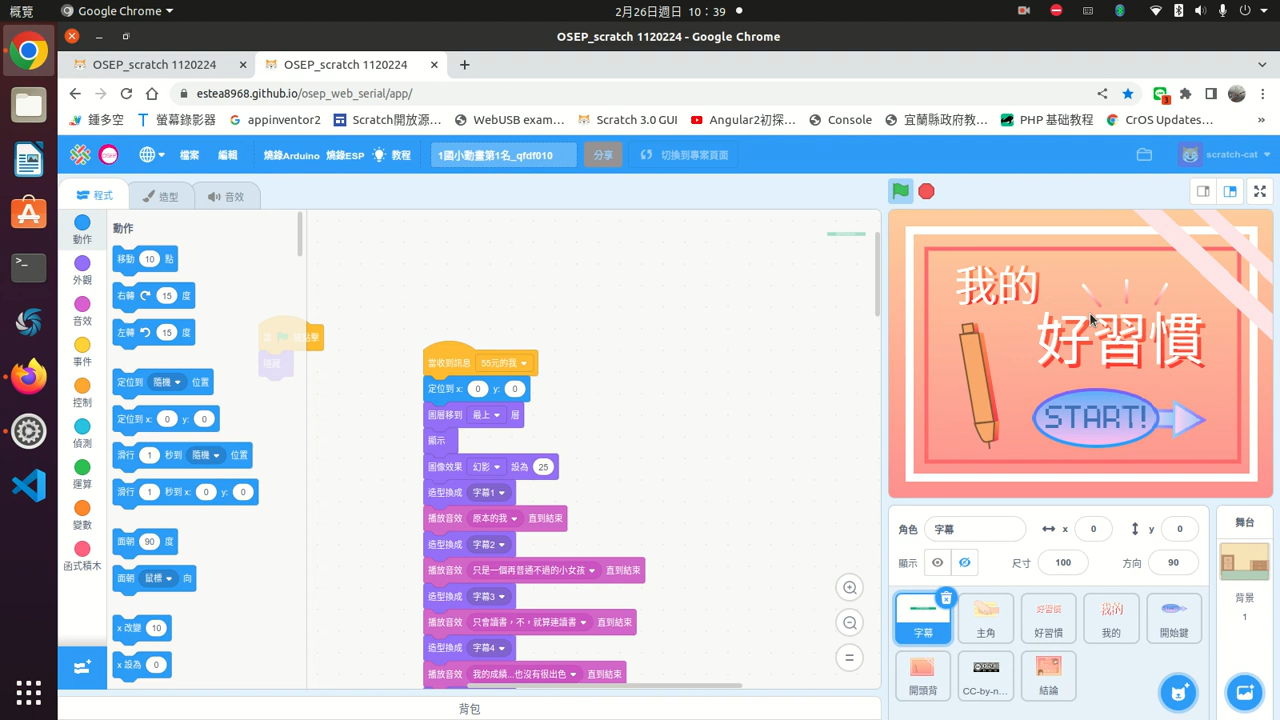 概覽
Google Chrome
2月26日週日 10：39
OSEP_scratch 1120224 - Google Chrome
OSEP_scratch 1120224
OSEP_scratch 1120224
estea8968.github.io/osep_web_serial/app/
3
鍾多空
螢幕錄影器
appinventor2
Scratch開放源…
WebUSB exam…
Scratch 3.0 GUI
Angular2初探…
Console
宜蘭縣政府教…
PHP 基础教程
CrOS Updates…
»
OSEP
檔案
編輯
燒錄Arduino
燒錄ESP
教程
1國小動畫第1名_qfdf010
分享
切換到專案頁面
scratch-cat
程式
造型
音效
動作
外觀
音效
事件
控制
偵測
運算
變數
函式積木
動作
移動 10 點
右轉 15 度
左轉 15 度
定位到 隨機 位置
定位到 x: 0 y: 0
滑行 1 秒到 隨機 位置
滑行 1 秒到 x: 0 y: 0
面朝 90 度
面朝 鼠標 向
x 改變 10
x 設為 0
當 被點擊
隱藏
當收到訊息 55元的我
定位到 x: 0 y: 0
圖層移到 最上 層
顯示
圖像效果 幻影 設為 25
造型換成 字幕1
播放音效 原本的我 直到結束
造型換成 字幕2
播放音效 只是一個再普通不過的小女孩 直到結束
造型換成 字幕3
播放音效 只會讀書，不，就算連讀書 直到結束
造型換成 字幕4
播放音效 我的成績...也沒有很出色 直到結束
背包
我的
好習慣
START!
角色
字幕
x 0
y 0
顯示
尺寸 100
方向 90
字幕
主角
好習慣
我的
開始鍵
開頭背
CC-by-n...
結論
舞台
背景
1